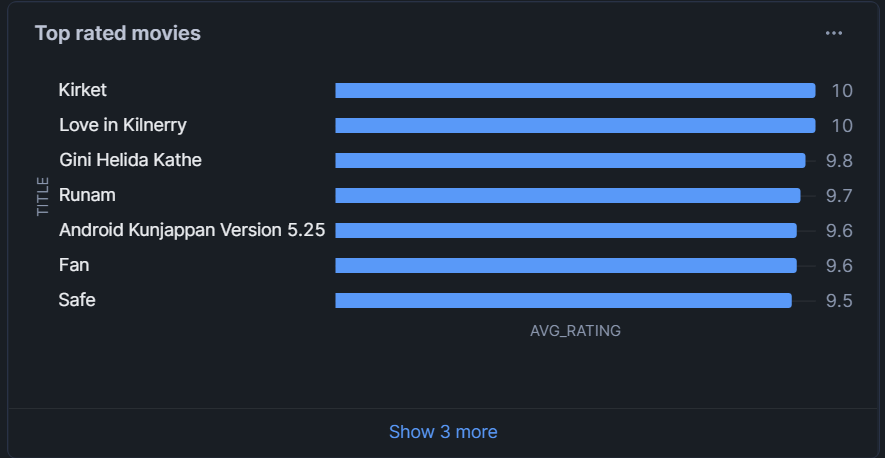 Top rated movies
Kirket 10
Love in Kilnerry 10
Gini Helida Kathe 9.8
Runam 9.7
Android Kunjappan Version 5.25 9.6
Fan 9.6
Safe 9.5
TITLE
AVG_RATING
Show 3 more